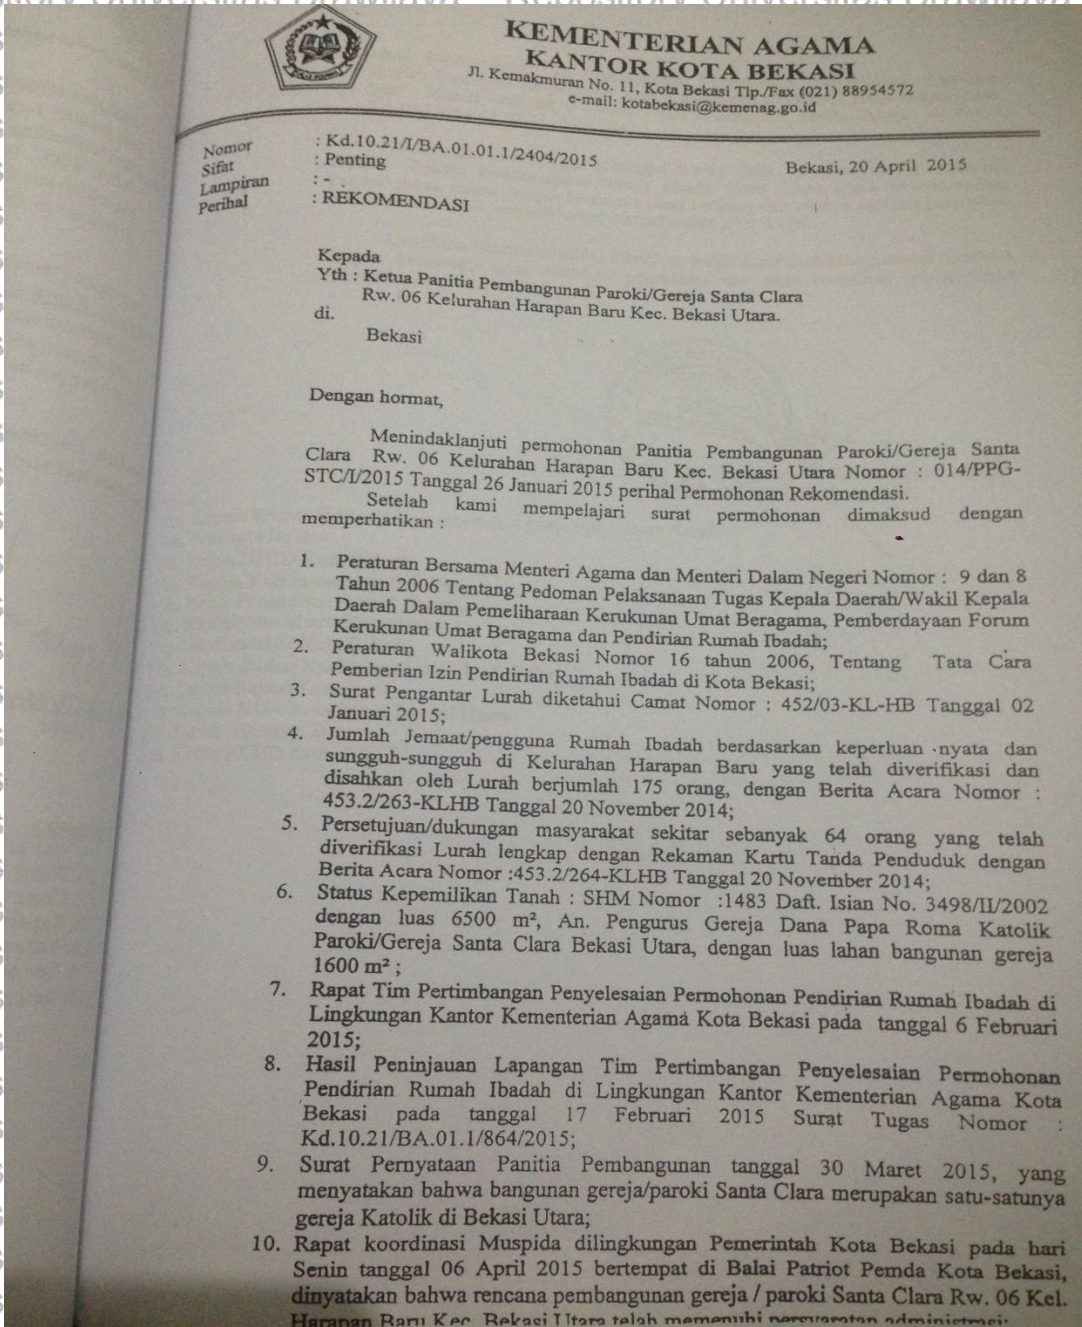 KEMENTERIAN AGAMA
KANTOR KOTA BEKASI
Jl. Kemakmuran No. 11, Kota Bekasi Tlp./Fax (021) 88954572
e-mail: kotabekasi@kemenag.go.id
Nomor : Kd.10.21/I/BA.01.01.1/2404/2015 Bekasi, 20 April 2015
Sifat : Penting
Lampiran : -
Perihal : REKOMENDASI
Kepada
Yth : Ketua Panitia Pembangunan Paroki/Gereja Santa Clara
Rw. 06 Kelurahan Harapan Baru Kec. Bekasi Utara.
di.
Bekasi
Dengan hormat,
Menindaklanjuti permohonan Panitia Pembangunan Paroki/Gereja Santa
Clara Rw. 06 Kelurahan Harapan Baru Kec. Bekasi Utara Nomor : 014/PPG-
STC/I/2015 Tanggal 26 Januari 2015 perihal Permohonan Rekomendasi.
Setelah kami mempelajari surat permohonan dimaksud dengan
memperhatikan :
1. Peraturan Bersama Menteri Agama dan Menteri Dalam Negeri Nomor : 9 dan 8
Tahun 2006 Tentang Pedoman Pelaksanaan Tugas Kepala Daerah/Wakil Kepala
Daerah Dalam Pemeliharaan Kerukunan Umat Beragama, Pemberdayaan Forum
Kerukunan Umat Beragama dan Pendirian Rumah Ibadah;
2. Peraturan Walikota Bekasi Nomor 16 tahun 2006, Tentang Tata Cara
Pemberian Izin Pendirian Rumah Ibadah di Kota Bekasi;
3. Surat Pengantar Lurah diketahui Camat Nomor : 452/03-KL-HB Tanggal 02
Januari 2015;
4. Jumlah Jemaat/pengguna Rumah Ibadah berdasarkan keperluan nyata dan
sungguh-sungguh di Kelurahan Harapan Baru yang telah diverifikasi dan
disahkan oleh Lurah berjumlah 175 orang, dengan Berita Acara Nomor :
453.2/263-KLHB Tanggal 20 November 2014;
5. Persetujuan/dukungan masyarakat sekitar sebanyak 64 orang yang telah
diverifikasi Lurah lengkap dengan Rekaman Kartu Tanda Penduduk dengan
Berita Acara Nomor :453.2/264-KLHB Tanggal 20 November 2014;
6. Status Kepemilikan Tanah : SHM Nomor :1483 Daft. Isian No. 3498/II/2002
dengan luas 6500 m², An. Pengurus Gereja Dana Papa Roma Katolik
Paroki/Gereja Santa Clara Bekasi Utara, dengan luas lahan bangunan gereja
1600 m² ;
7. Rapat Tim Pertimbangan Penyelesaian Permohonan Pendirian Rumah Ibadah di
Lingkungan Kantor Kementerian Agama Kota Bekasi pada tanggal 6 Februari
2015;
8. Hasil Peninjauan Lapangan Tim Pertimbangan Penyelesaian Permohonan
Pendirian Rumah Ibadah di Lingkungan Kantor Kementerian Agama Kota
Bekasi pada tanggal 17 Februari 2015 Surat Tugas Nomor :
Kd.10.21/BA.01.1/864/2015;
9. Surat Pernyataan Panitia Pembangunan tanggal 30 Maret 2015, yang
menyatakan bahwa bangunan gereja/paroki Santa Clara merupakan satu-satunya
gereja Katolik di Bekasi Utara;
10. Rapat koordinasi Muspida dilingkungan Pemerintah Kota Bekasi pada hari
Senin tanggal 06 April 2015 bertempat di Balai Patriot Pemda Kota Bekasi,
dinyatakan bahwa rencana pembangunan gereja / paroki Santa Clara Rw. 06 Kel.
Harapan Baru Kec. Bekasi Utara telah memenuhi persyaratan administrasi;